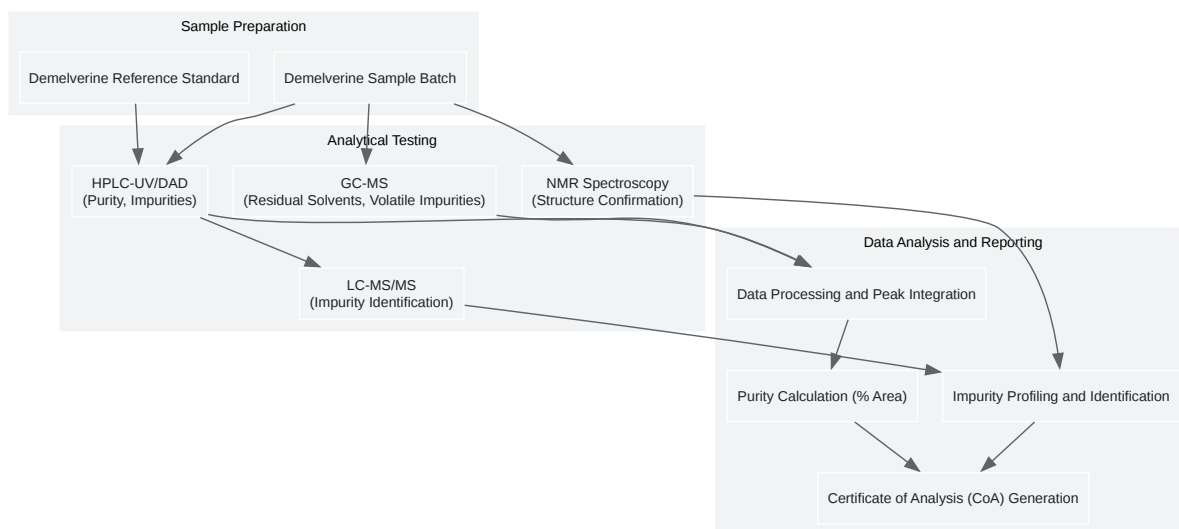 Sample Preparation
Demelverine Reference Standard
Demelverine Sample Batch
Analytical Testing
HPLC-UV/DAD
(Purity, Impurities)
GC-MS
(Residual Solvents, Volatile Impurities)
NMR Spectroscopy
(Structure Confirmation)
LC-MS/MS
(Impurity Identification)
Data Analysis and Reporting
Data Processing and Peak Integration
Purity Calculation (% Area)
Impurity Profiling and Identification
Certificate of Analysis (CoA) Generation